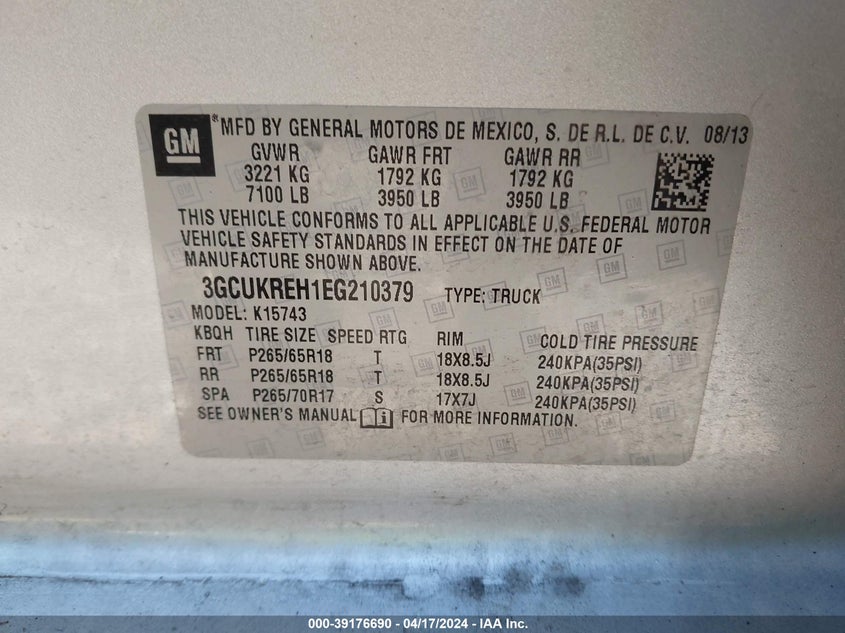 GM ® MFD BY GENERAL MOTORS DE MEXICO, S. DE R.L. DE C.V. 08/13
GVWR GAWR FRT GAWR RR
3221 KG 1792 KG 1792 KG
7100 LB 3950 LB 3950 LB
THIS VEHICLE CONFORMS TO ALL APPLICABLE U.S. FEDERAL MOTOR
VEHICLE SAFETY STANDARDS IN EFFECT ON THE DATE OF
MANUFACTURE SHOWN ABOVE.
3GCUKREH1EG210379 TYPE: TRUCK
MODEL: K15743
KBQH TIRE SIZE SPEED RTG RIM COLD TIRE PRESSURE
FRT P265/65R18 T 18X8.5J 240KPA(35PSI)
RR P265/65R18 T 18X8.5J 240KPA(35PSI)
SPA P265/70R17 S 17X7J 240KPA(35PSI)
SEE OWNER'S MANUAL i FOR MORE INFORMATION.
000-39176690 - 04/17/2024 - IAA Inc.